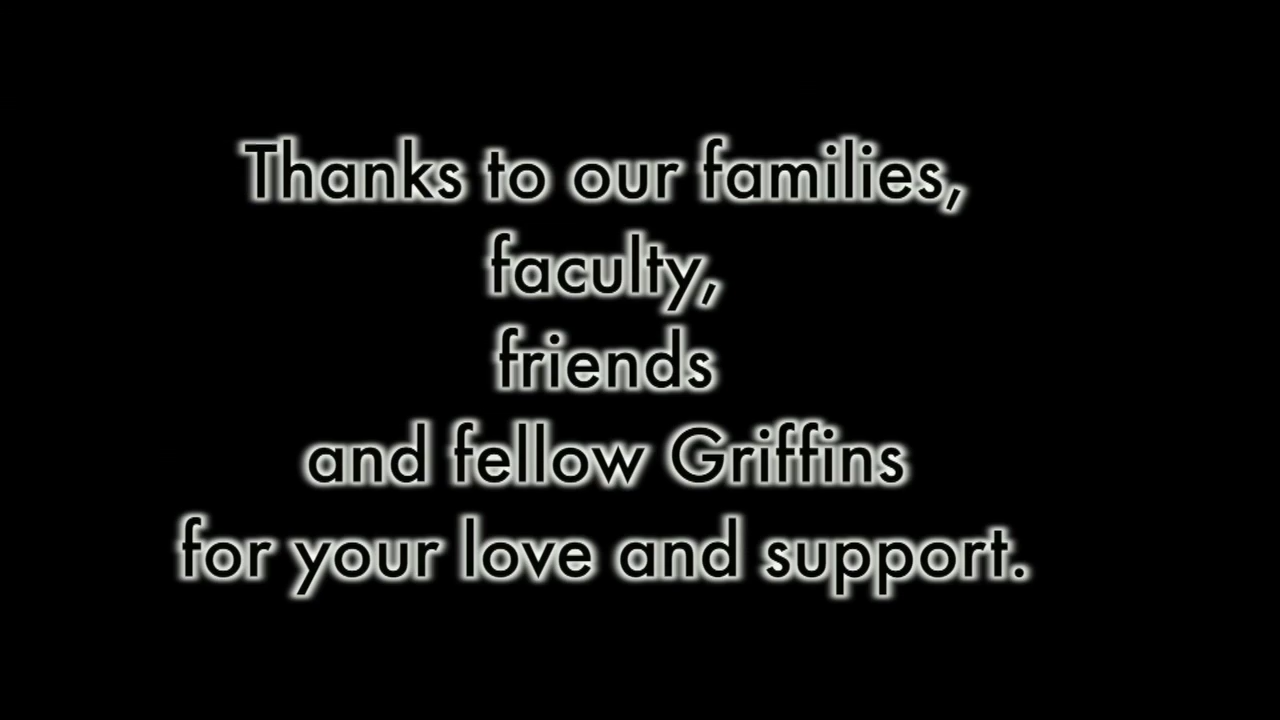 Thanks to our families,
faculty,
friends
and fellow Griffins
for your love and support.